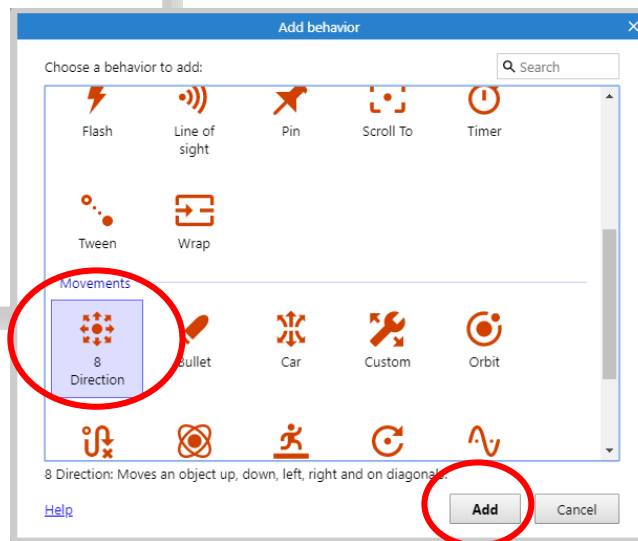 Add behavior
Choose a behavior to add:
Search
Flash
Line of
sight
Pin
Scroll To
Timer
Tween
Wrap
Movements
8
Direction
Bullet
Car
Custom
Orbit
8 Direction: Moves an object up, down, left, right and on diagonals.
Help
Add
Cancel